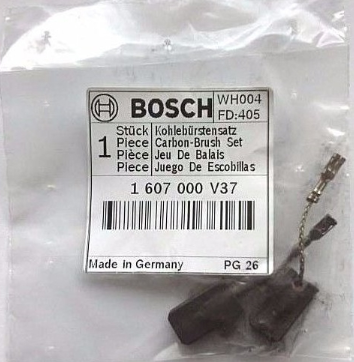 BOSCH WH004
FD:405
1 Stück Kohlebürstensatz
Piece Carbon-Brush Set
Pièce Jeu De Balais
Piece Juego De Escobillas
1 607 000 V37
Made in Germany PG 26